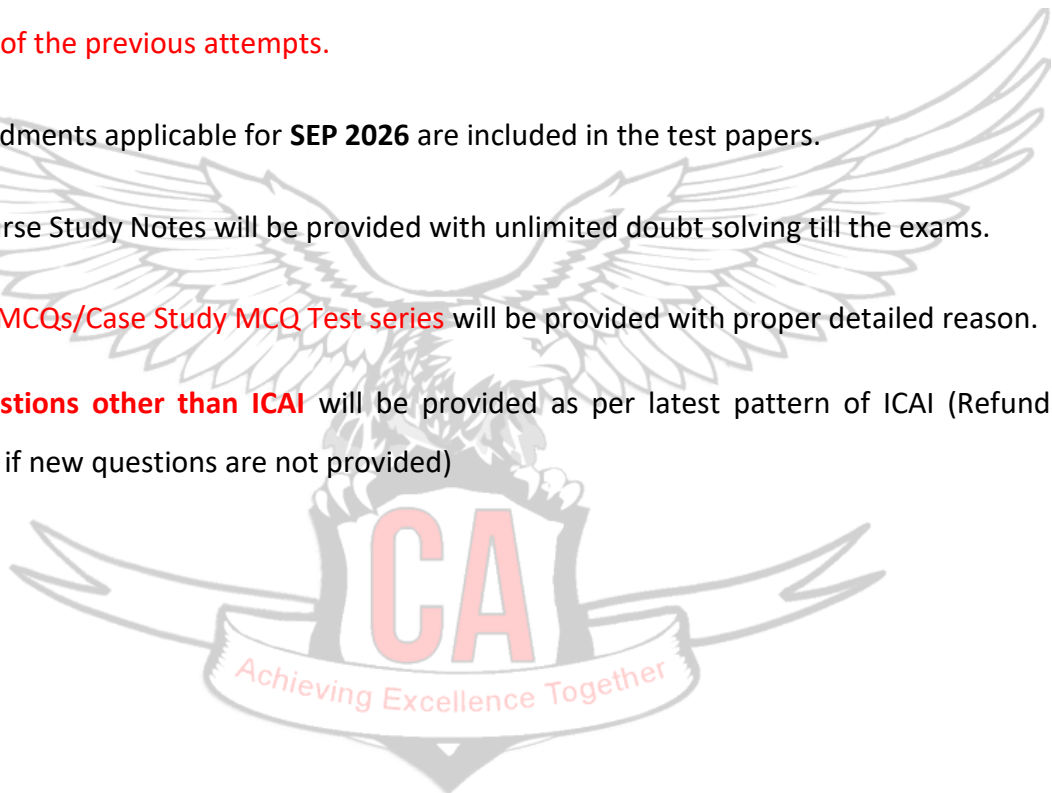 of the previous attempts.
dments applicable for SEP 2026 are included in the test papers.
rse Study Notes will be provided with unlimited doubt solving till the exams.
MCQs/Case Study MCQ Test series will be provided with proper detailed reason.
stions other than ICAI will be provided as per latest pattern of ICAI (Refund
if new questions are not provided)
CA
Achieving Excellence Together